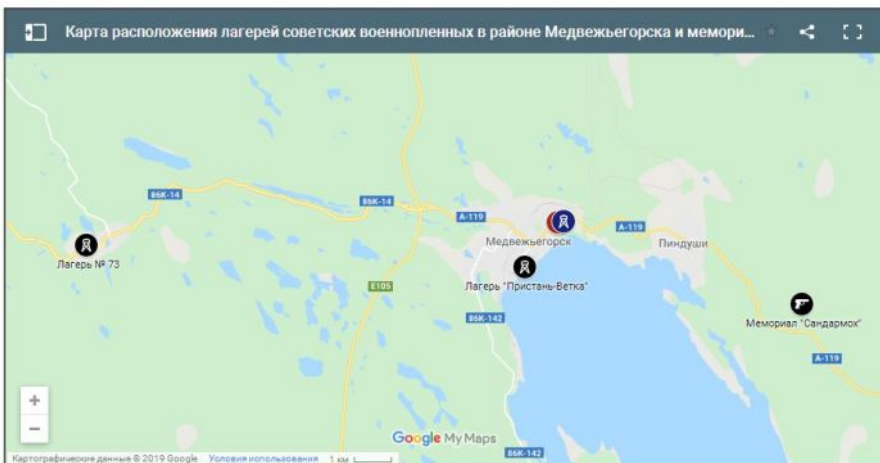 Карта расположения лагерей советских военнопленных в районе Медвежьегорска и мемори...
86К-14
86К-14
А-119
Медвежьегорск
А-119
Пиндуши
Лагерь № 73
Лагерь "Пристань-Ветка"
E105
86К-142
Мемориал "Сандармох"
А-119
+
−
Google My Maps
86К-142
Картографические данные © 2019 Google Условия использования 1 км